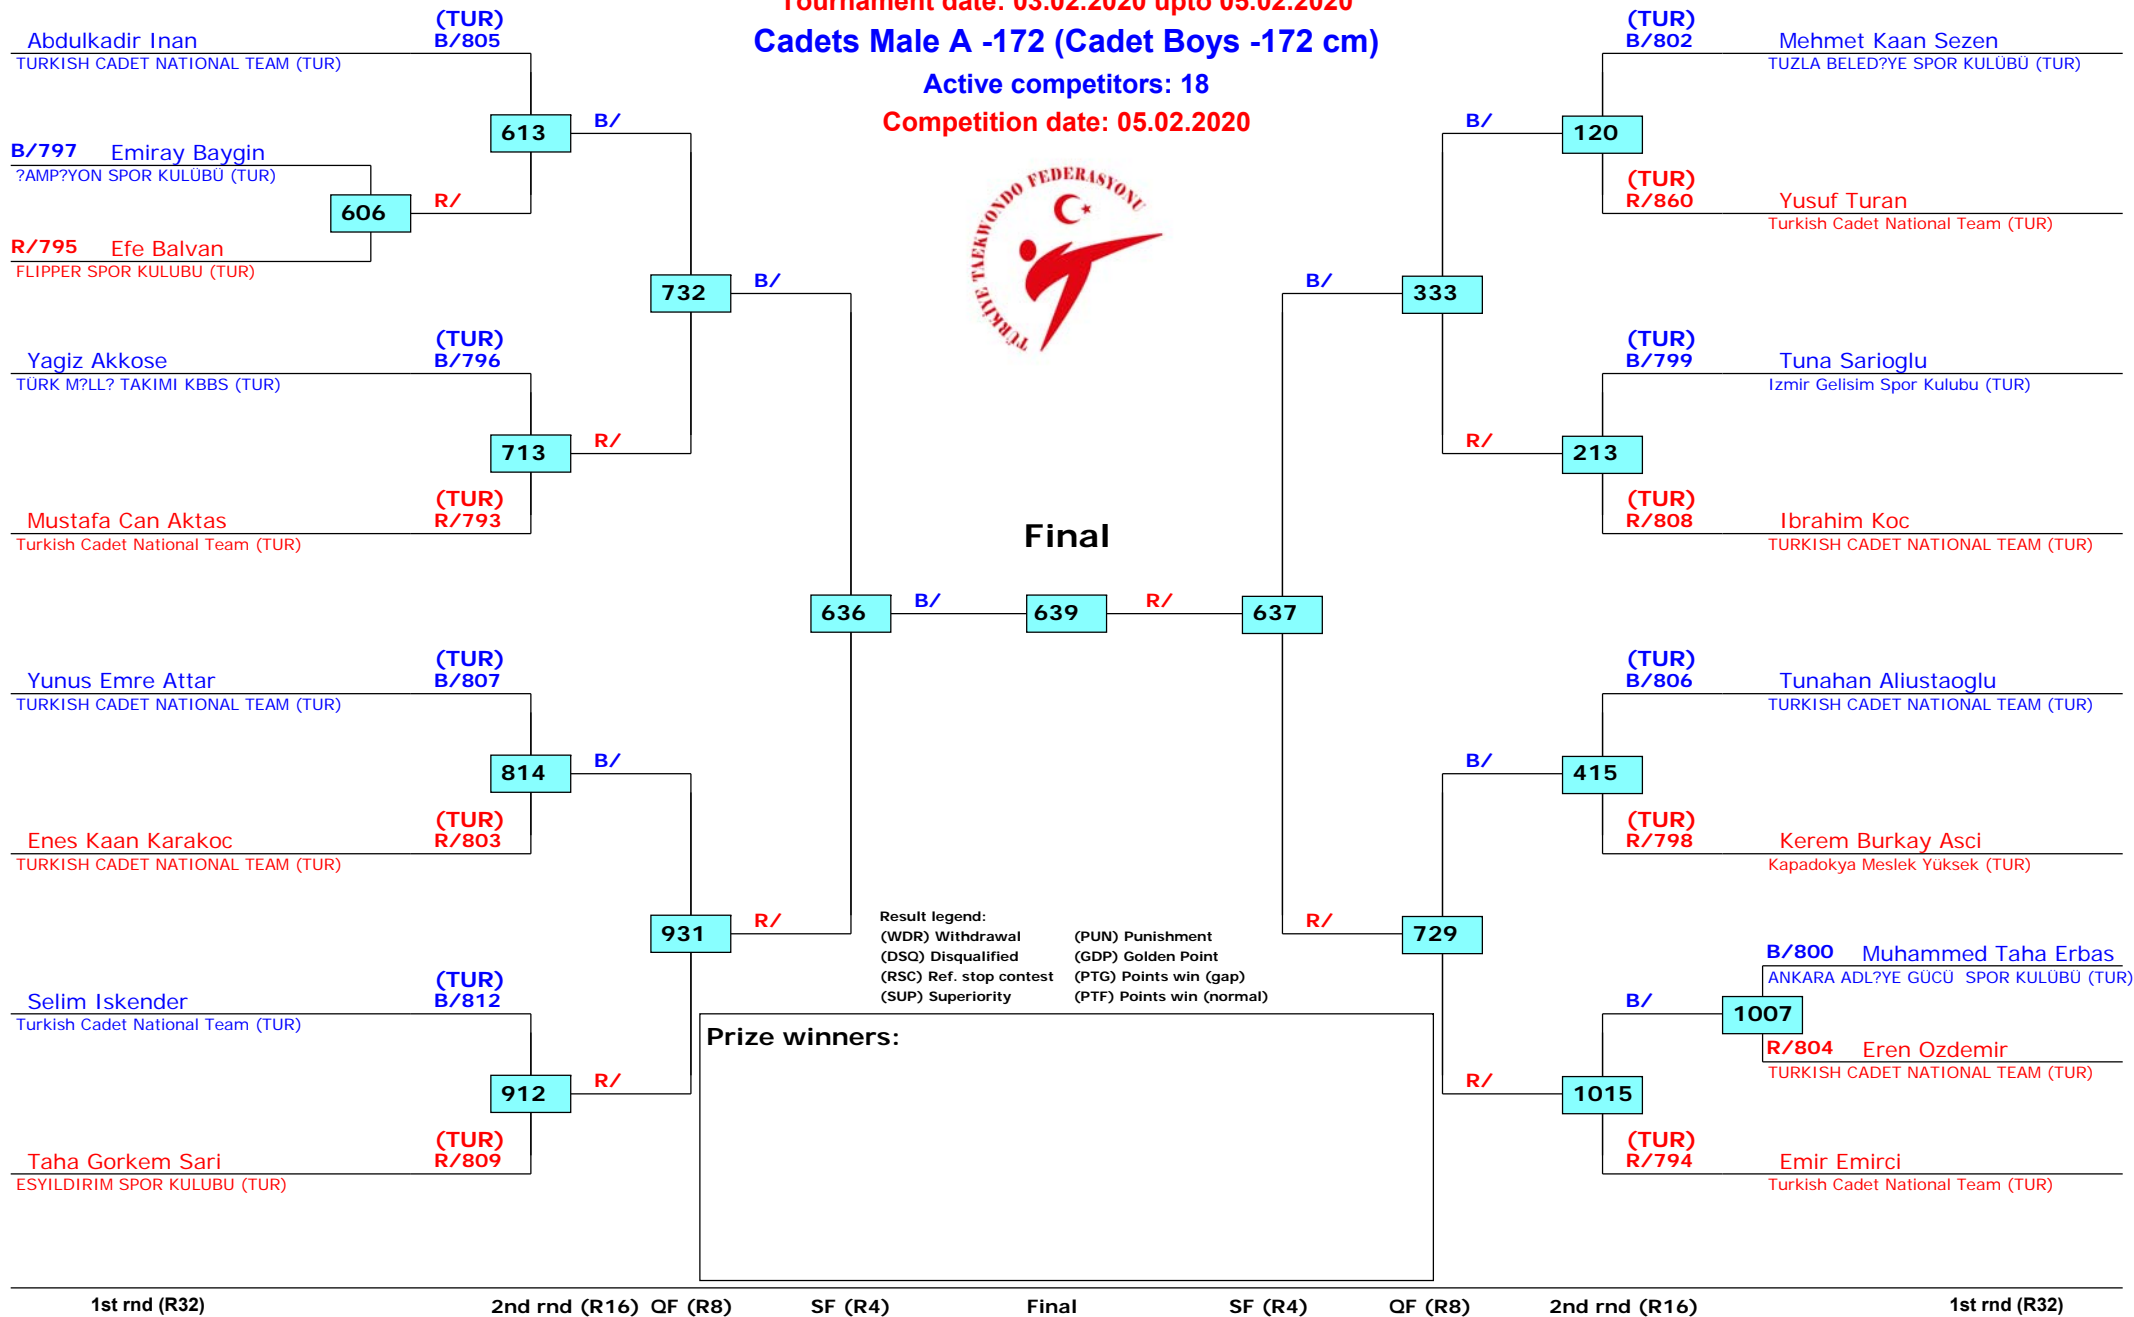 Tournament date: 03.02.2020 upto 05.02.2020
Cadets Male A -172 (Cadet Boys -172 cm)
Active competitors: 18
Competition date: 05.02.2020
TÜRKİYE TAEKWONDO FEDERASYONU
(TUR)
Abdulkadir Inan B/805
TURKISH CADET NATIONAL TEAM (TUR)
613 B/
B/797 Emiray Baygin
?AMP?YON SPOR KULÜBÜ (TUR)
606 R/
R/795 Efe Balvan
FLIPPER SPOR KULUBU (TUR)
732 B/
(TUR)
Yagiz Akkose B/796
TÜRK M?LL? TAKIMI KBBS (TUR)
713 R/
(TUR)
Mustafa Can Aktas R/793
Turkish Cadet National Team (TUR)
636 B/
(TUR)
Yunus Emre Attar B/807
TURKISH CADET NATIONAL TEAM (TUR)
814 B/
(TUR)
Enes Kaan Karakoc R/803
TURKISH CADET NATIONAL TEAM (TUR)
931 R/
(TUR)
Selim Iskender B/812
Turkish Cadet National Team (TUR)
912 R/
(TUR)
Taha Gorkem Sari R/809
ESYILDIRIM SPOR KULUBU (TUR)
Final
639
(TUR)
B/802 Mehmet Kaan Sezen
TUZLA BELED?YE SPOR KULÜBÜ (TUR)
B/ 120
(TUR)
R/860 Yusuf Turan
Turkish Cadet National Team (TUR)
B/ 333
(TUR)
B/799 Tuna Sarioglu
Izmir Gelisim Spor Kulubu (TUR)
R/ 213
(TUR)
R/808 Ibrahim Koc
TURKISH CADET NATIONAL TEAM (TUR)
R/ 637
(TUR)
B/806 Tunahan Aliustaoglu
TURKISH CADET NATIONAL TEAM (TUR)
B/ 415
(TUR)
R/798 Kerem Burkay Asci
Kapadokya Meslek Yüksek (TUR)
R/ 729
B/800 Muhammed Taha Erbas
ANKARA ADL?YE GÜCÜ SPOR KULÜBÜ (TUR)
B/ 1007
R/804 Eren Ozdemir
TURKISH CADET NATIONAL TEAM (TUR)
R/ 1015
(TUR)
R/794 Emir Emirci
Turkish Cadet National Team (TUR)
Result legend:
(WDR) Withdrawal (PUN) Punishment
(DSQ) Disqualified (GDP) Golden Point
(RSC) Ref. stop contest (PTG) Points win (gap)
(SUP) Superiority (PTF) Points win (normal)
Prize winners:
1st rnd (R32) 2nd rnd (R16) QF (R8) SF (R4) Final SF (R4) QF (R8) 2nd rnd (R16) 1st rnd (R32)